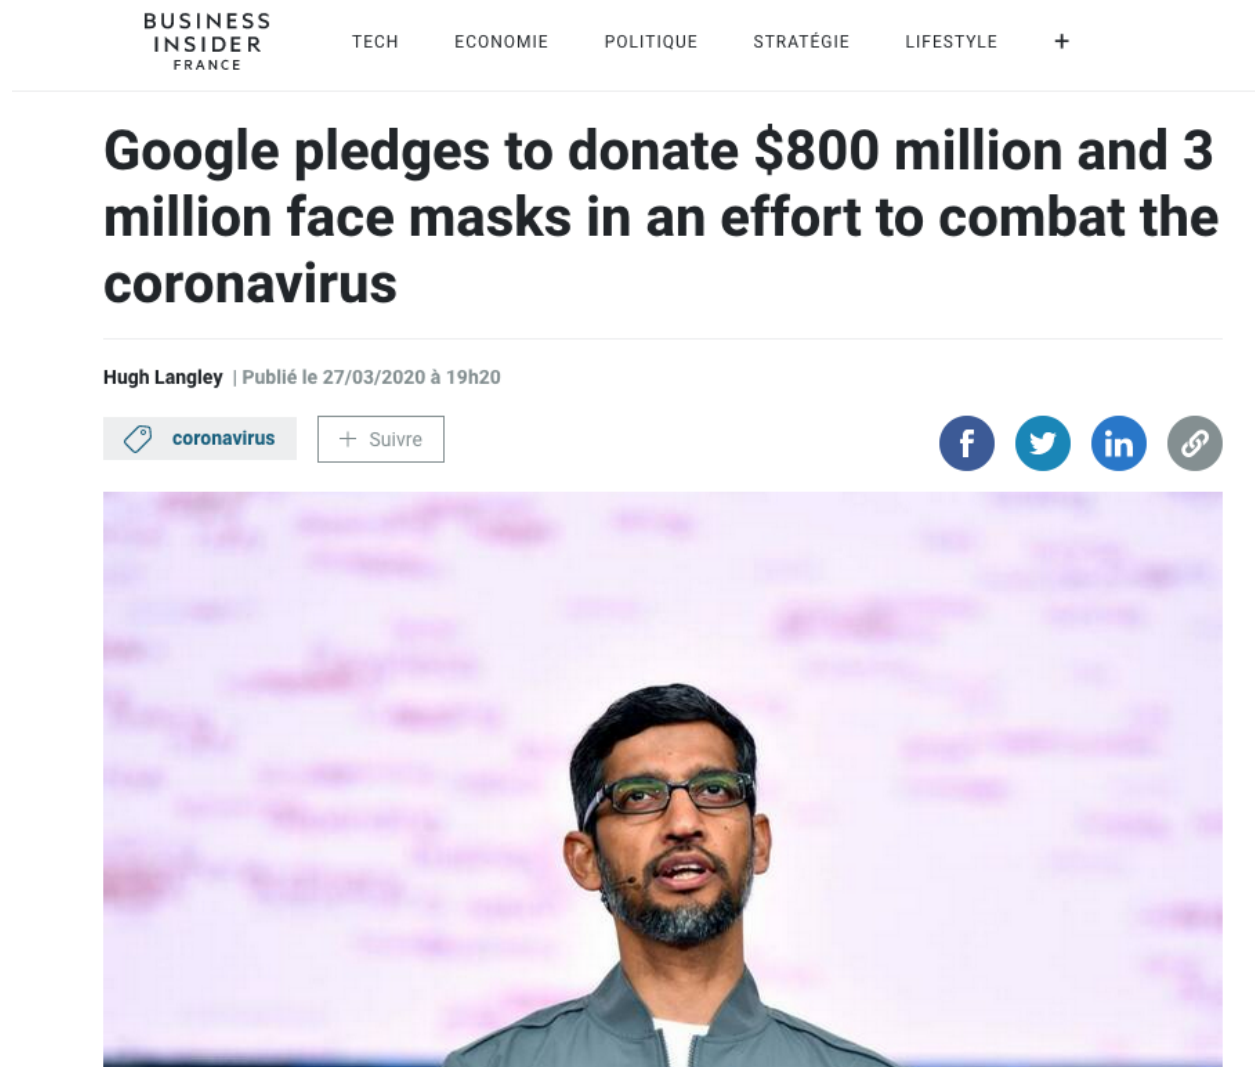 BUSINESS
INSIDER
FRANCE
TECH ECONOMIE POLITIQUE STRATÉGIE LIFESTYLE +
Google pledges to donate $800 million and 3
million face masks in an effort to combat the
coronavirus
Hugh Langley | Publié le 27/03/2020 à 19h20
coronavirus + Suivre